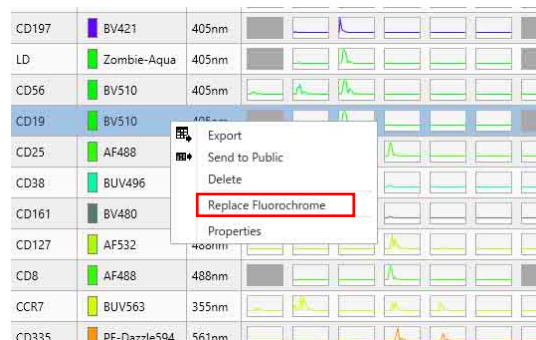 CD197 BV421 405nm
LD Zombie-Aqua 405nm
CD56 BV510 405nm
CD19 BV510 405nm
Export
CD25 AF488
Send to Public
CD38 BUV496
Delete
Replace Fluorochrome
CD161 BV480
Properties
CD127 AF532 488nm
CD8 AF488 488nm
CCR7 BUV563 355nm
CD335 PE-Dazzle594 561nm